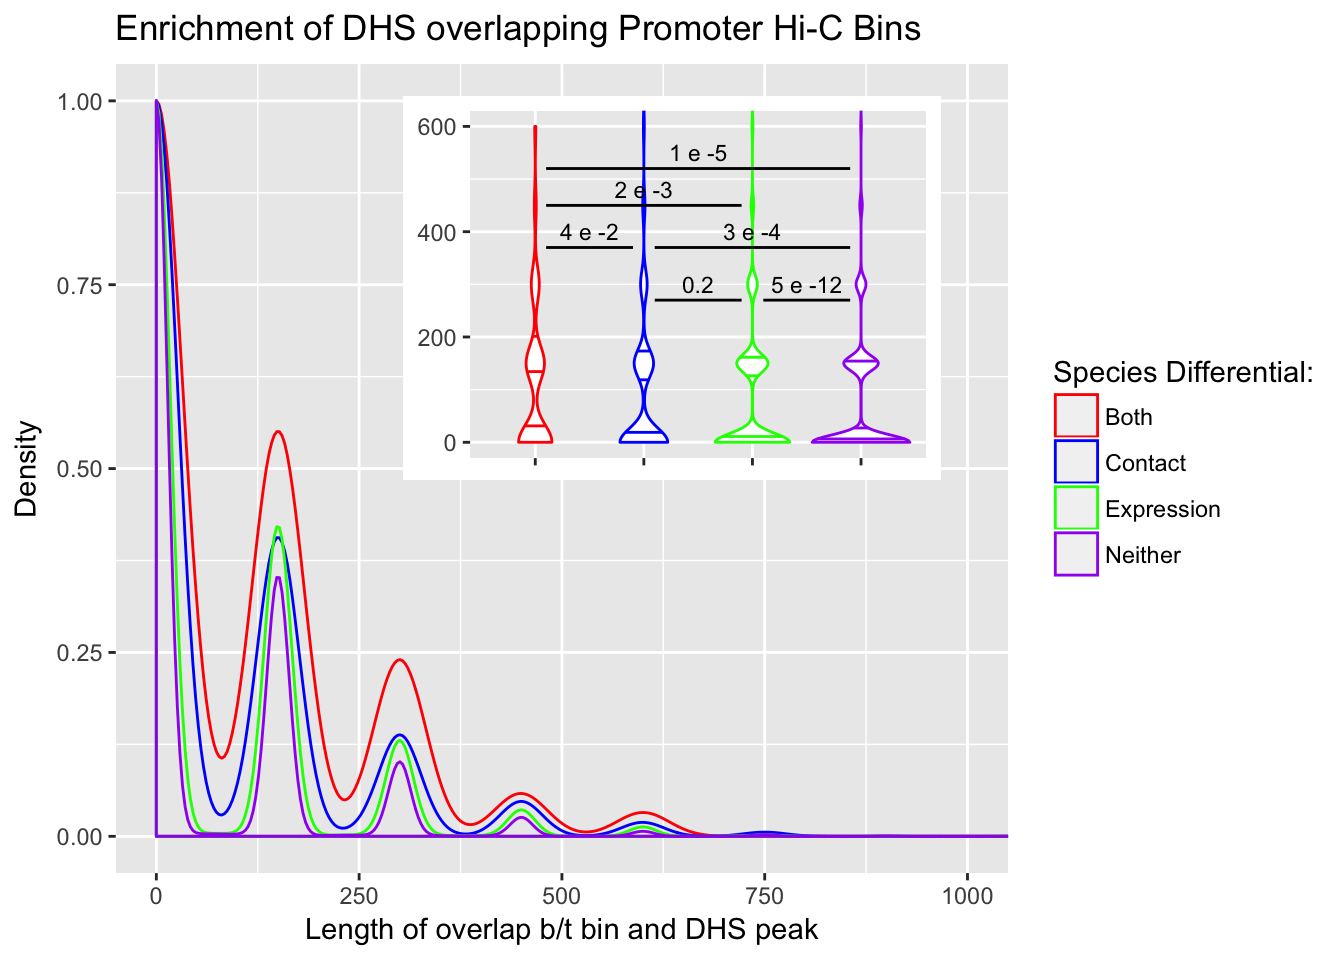 Enrichment of DHS overlapping Promoter Hi-C Bins
Density
1.00
0.75
0.50
0.25
0.00
0
250
500
750
1000
Length of overlap b/t bin and DHS peak
600
400
200
0
1 e -5
2 e -3
4 e -2
3 e -4
0.2
5 e -12
Species Differential:
Both
Contact
Expression
Neither